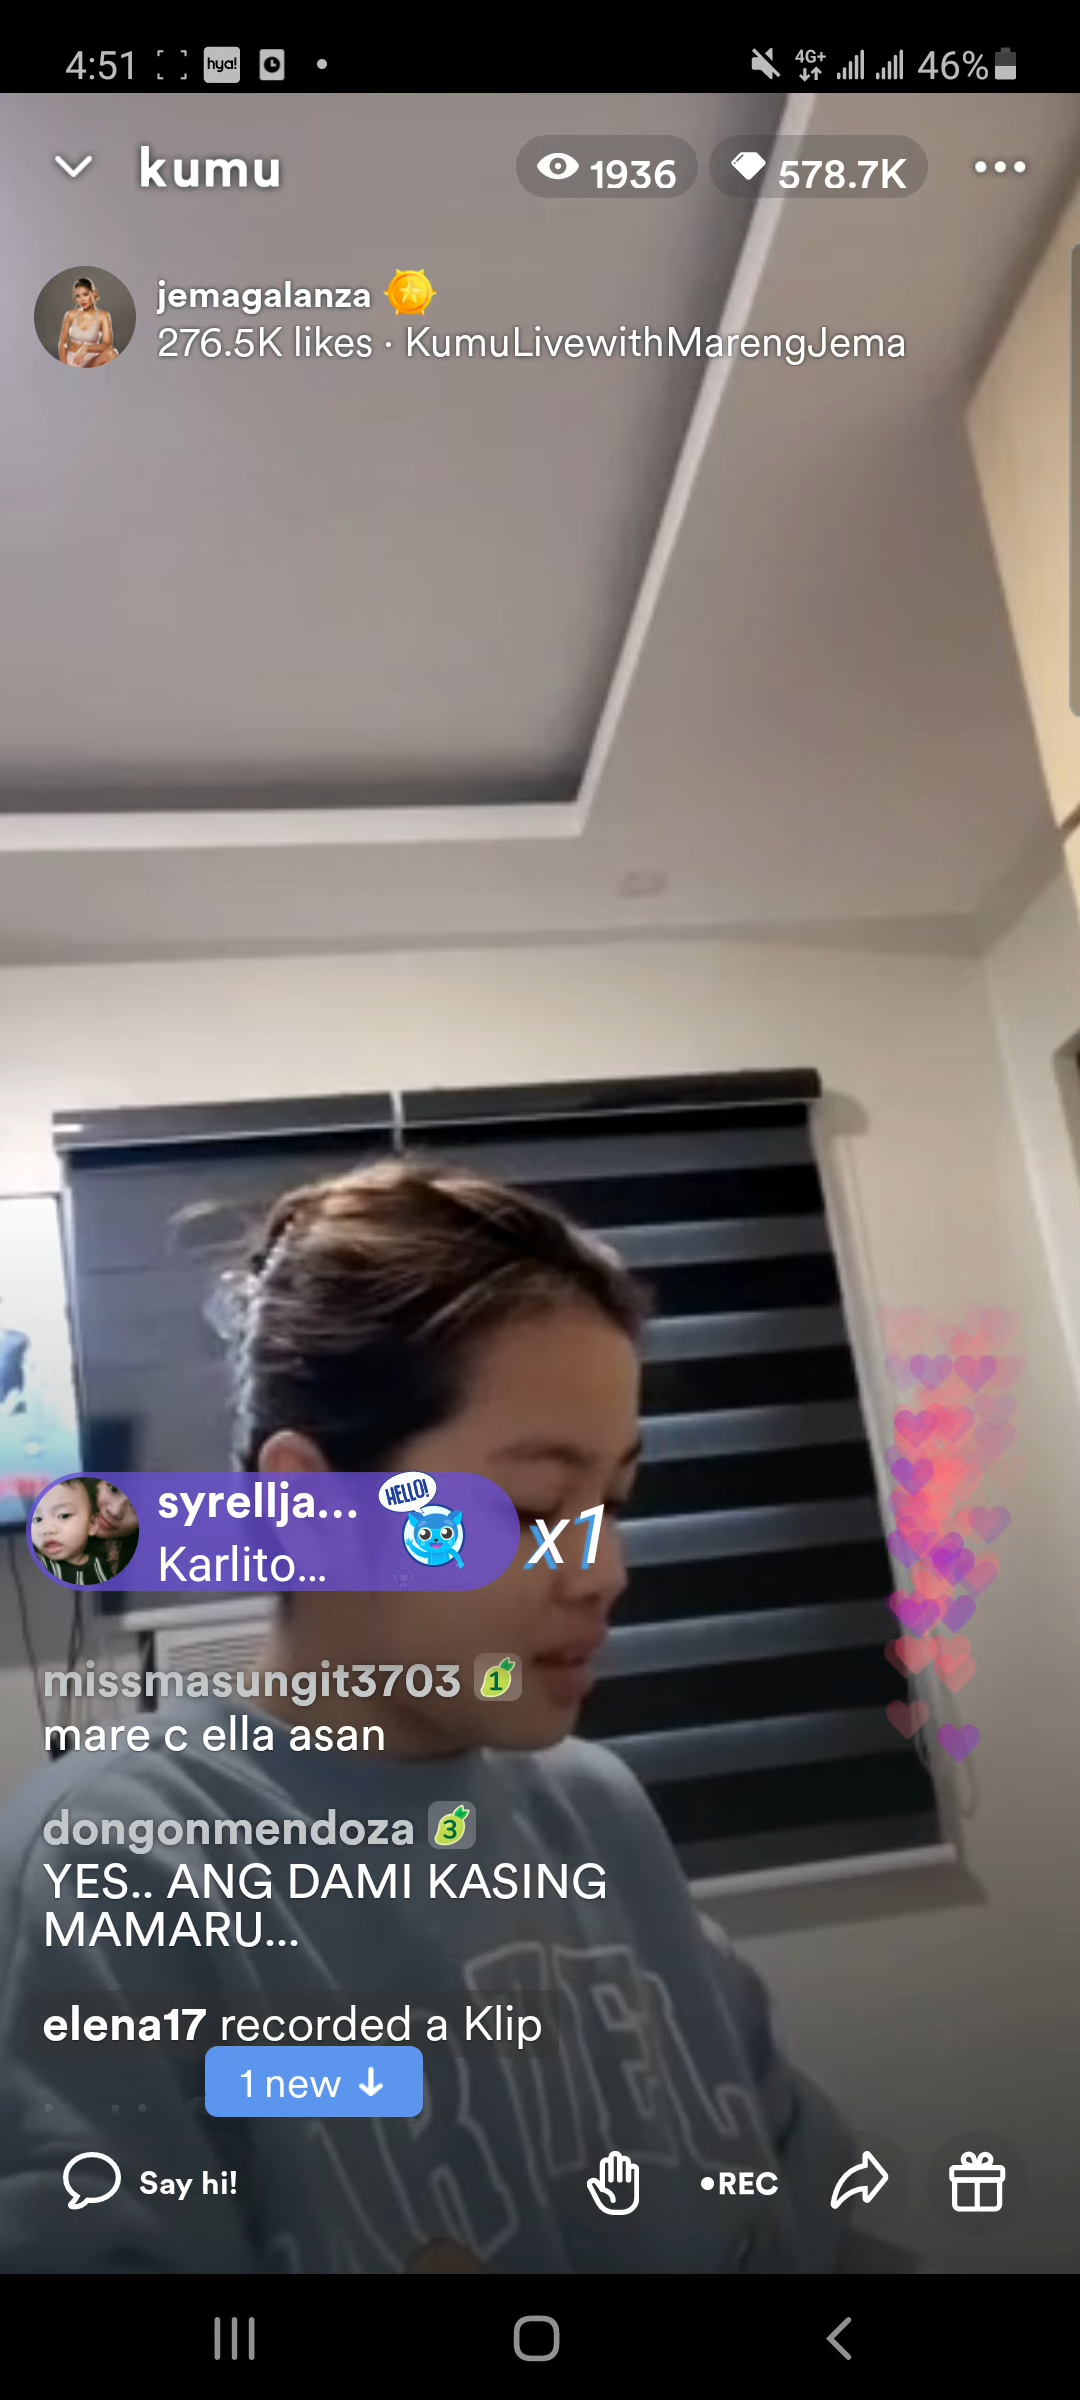 4:51 hya! 4G+ 46%
kumu 1936 578.7K
jemagalanza
276.5K likes · KumuLivewithMarengJema
syrellja... HELLO! x1
Karlito...
missmasungit3703 1
mare c ella asan
dongonmendoza 3
YES.. ANG DAMI KASING
MAMARU...
elena17 recorded a Klip
1 new
Say hi! •REC